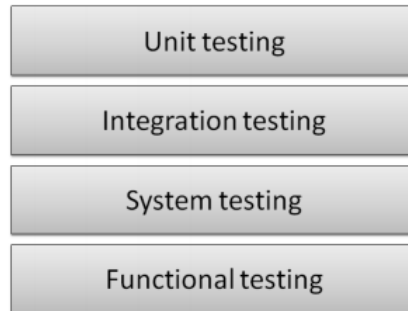 Unit testing
Integration testing
System testing
Functional testing